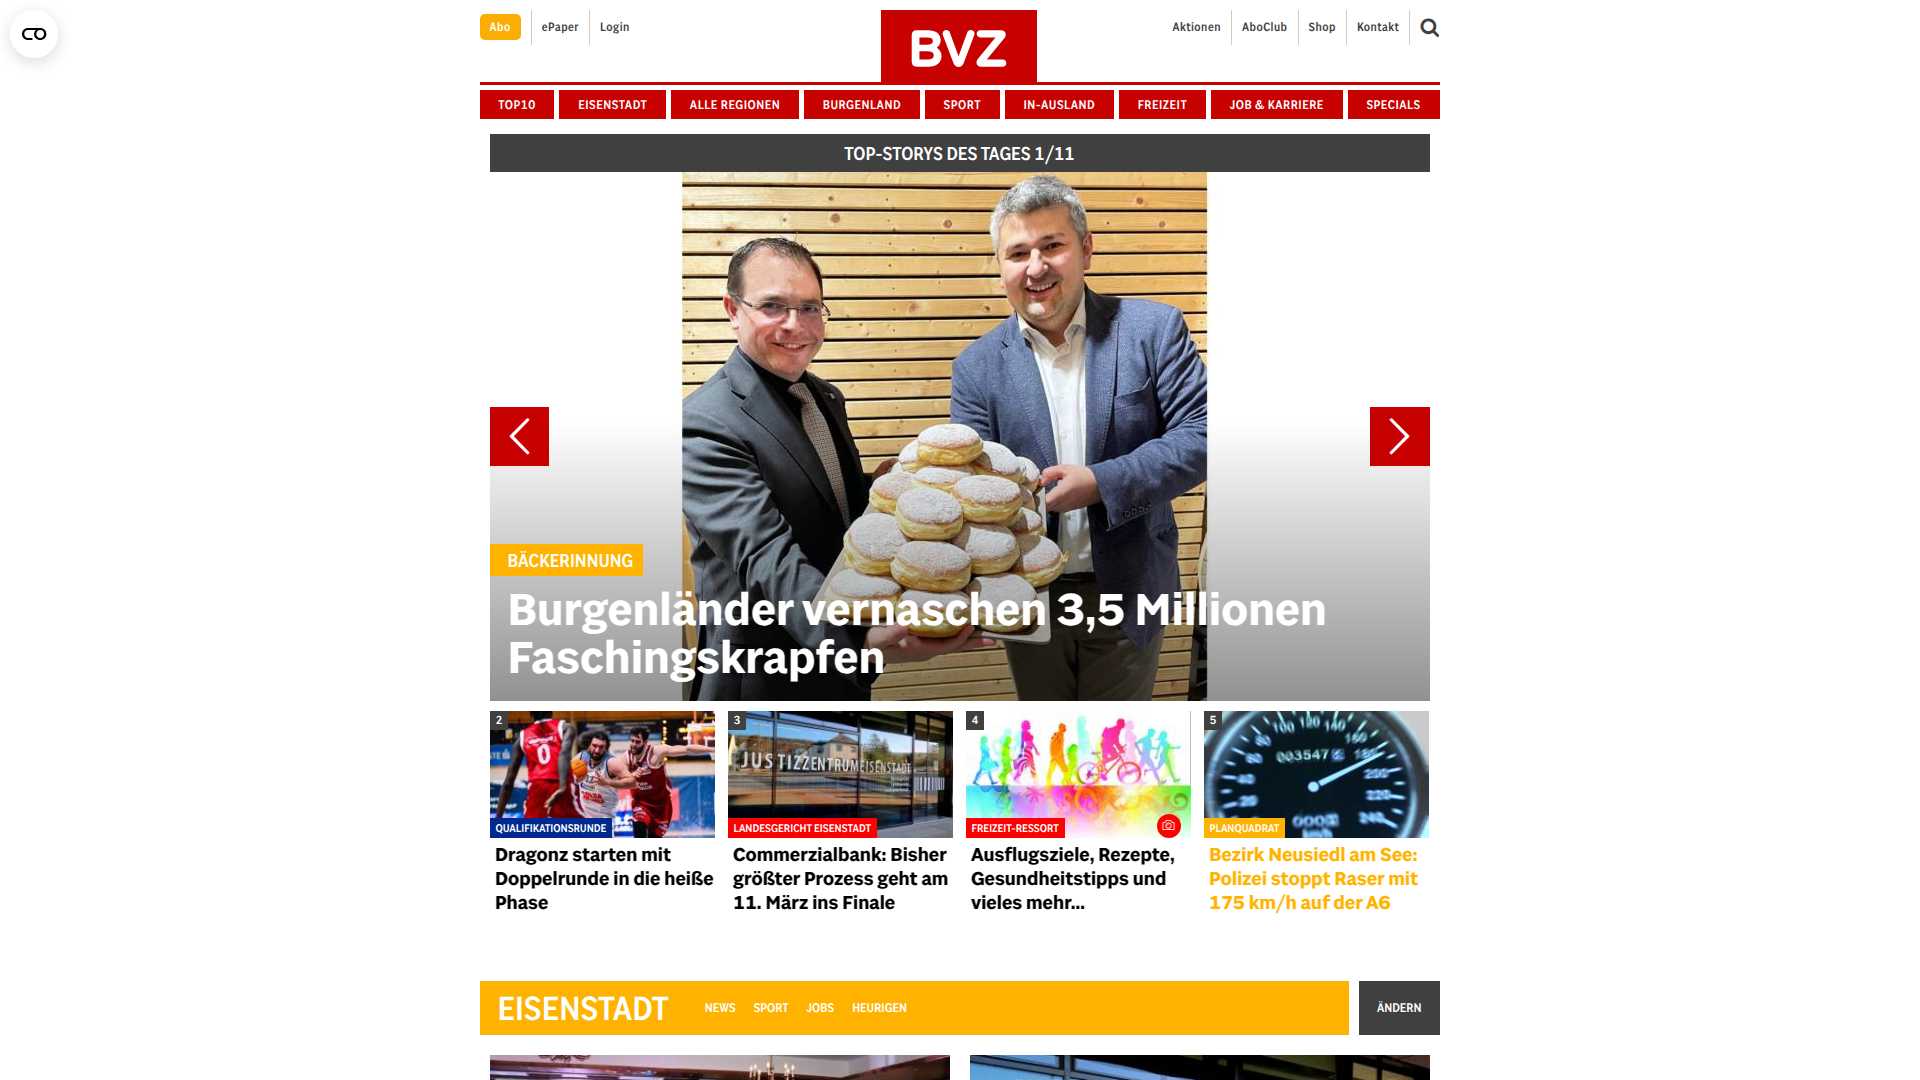 Abo
ePaper
Login
BVZ
Aktionen
AboClub
Shop
Kontakt
TOP10
EISENSTADT
ALLE REGIONEN
BURGENLAND
SPORT
IN-AUSLAND
FREIZEIT
JOB & KARRIERE
SPECIALS
TOP-STORYS DES TAGES 1/11
BÄCKERINNUNG
Burgenländer vernaschen 3,5 Millionen
Faschingskrapfen
2
0
QUALIFIKATIONSRUNDE
Dragonz starten mit
Doppelrunde in die heiße
Phase
3
JUSTIZZENTRUM EISENSTADT
LANDESGERICHT EISENSTADT
Commerzialbank: Bisher
größter Prozess geht am
11. März ins Finale
4
FREIZEIT-RESSORT
Ausflugsziele, Rezepte,
Gesundheitstipps und
vieles mehr...
5
PLANQUADRAT
Bezirk Neusiedl am See:
Polizei stoppt Raser mit
175 km/h auf der A6
EISENSTADT
NEWS
SPORT
JOBS
HEURIGEN
ÄNDERN